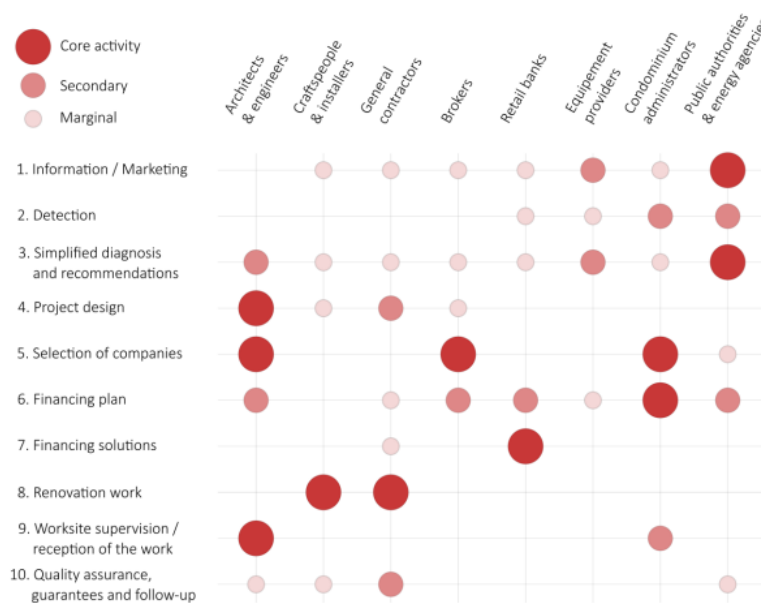 Core activity
Secondary
Marginal
Architects
& engineers
Craftspeople
& installers
General
contractors
Brokers
Retail banks
Equipement
providers
Condominium
administrators
Public authorities
& energy agencies
1. Information / Marketing
2. Detection
3. Simplified diagnosis
and recommendations
4. Project design
5. Selection of companies
6. Financing plan
7. Financing solutions
8. Renovation work
9. Worksite supervision /
reception of the work
10. Quality assurance,
guarantees and follow-up